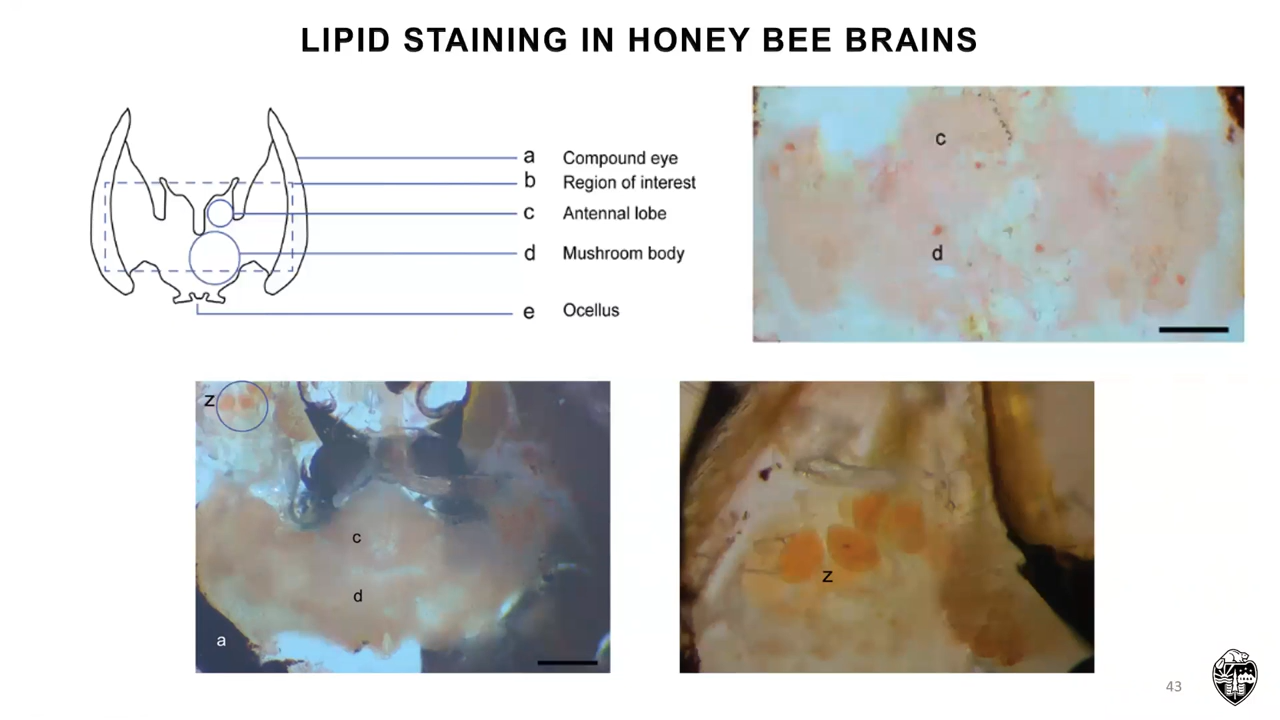 LIPID STAINING IN HONEY BEE BRAINS
a Compound eye
b Region of interest
c Antennal lobe
d Mushroom body
e Ocellus
c
d
z
c
d
a
z
43